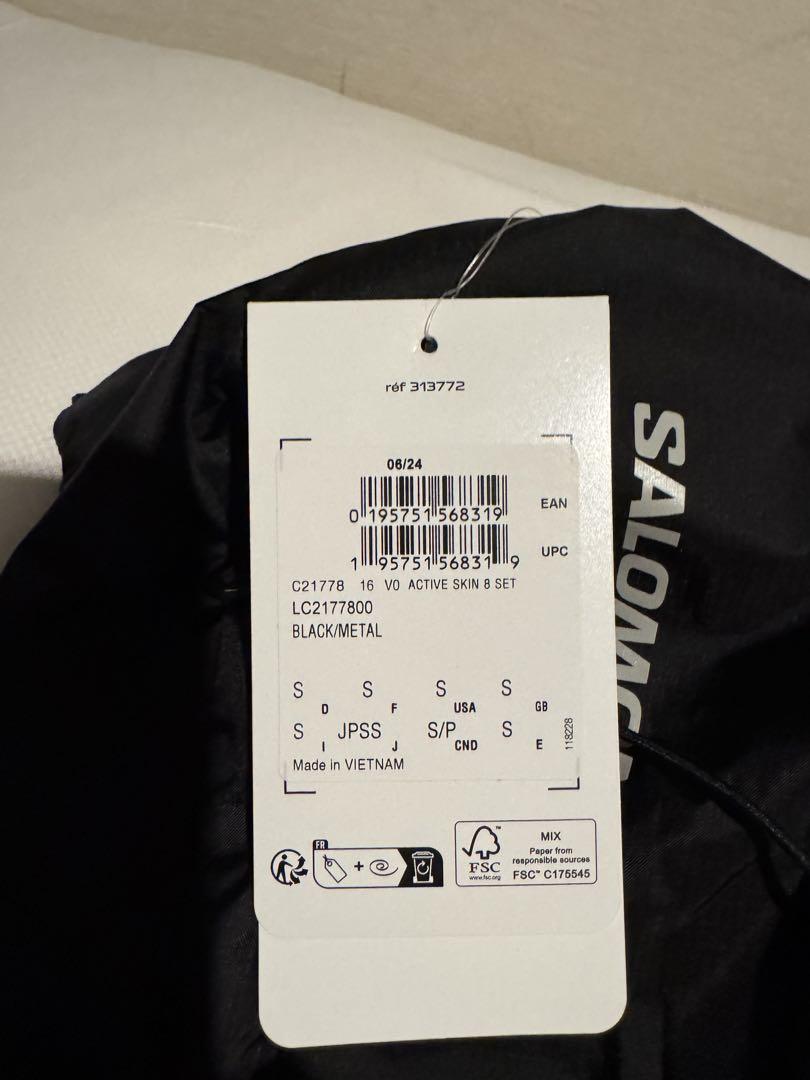 réf 313772
06/24
0 195751 568319
EAN
1 95751 56831 9
UPC
C21778 16 V0 ACTIVE SKIN 8 SET
LC2177800
BLACK/METAL
S D S F S USA S GB
S I JPSS J S/P CND S E
118228
Made in VIETNAM
FR
+
FSC™
www.fsc.org
MIX
Paper from
responsible sources
FSC™ C175545
SALOMON